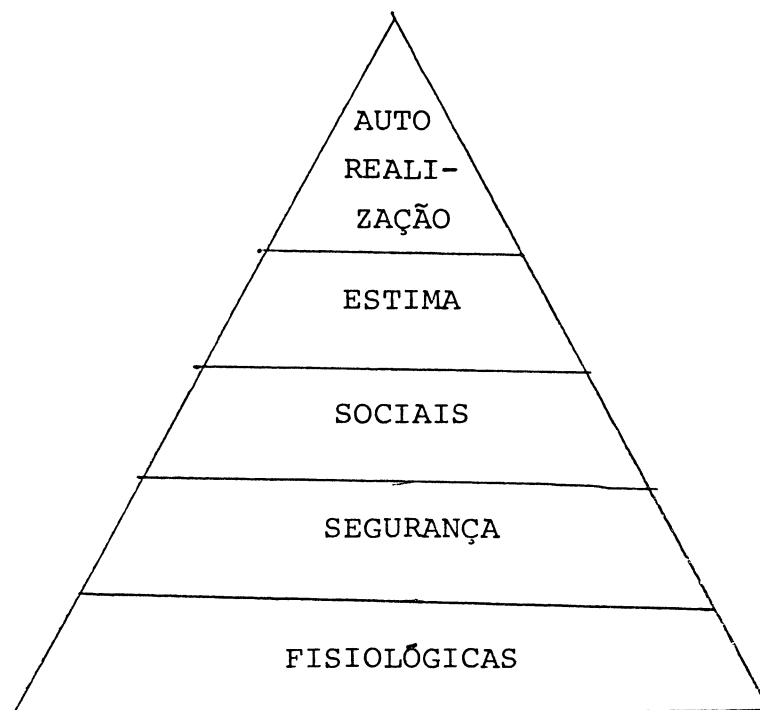 AUTO
REALI-
ZAÇÃO
ESTIMA
SOCIAIS
SEGURANÇA
FISIOLÓGICAS